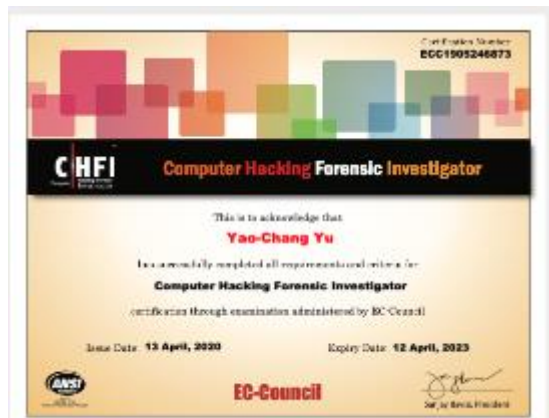 Certification Number
ECC1905246873
CHFI
Computer Hacking Forensic Investigator
This is to acknowledge that
Yao-Chang Yu
has successfully completed all requirements and criteria for
Computer Hacking Forensic Investigator
certification through examination administered by EC-Council
Issue Date: 13 April, 2020
Expiry Date: 12 April, 2023
ANSI
EC-Council
Sanjay Bavisi, President